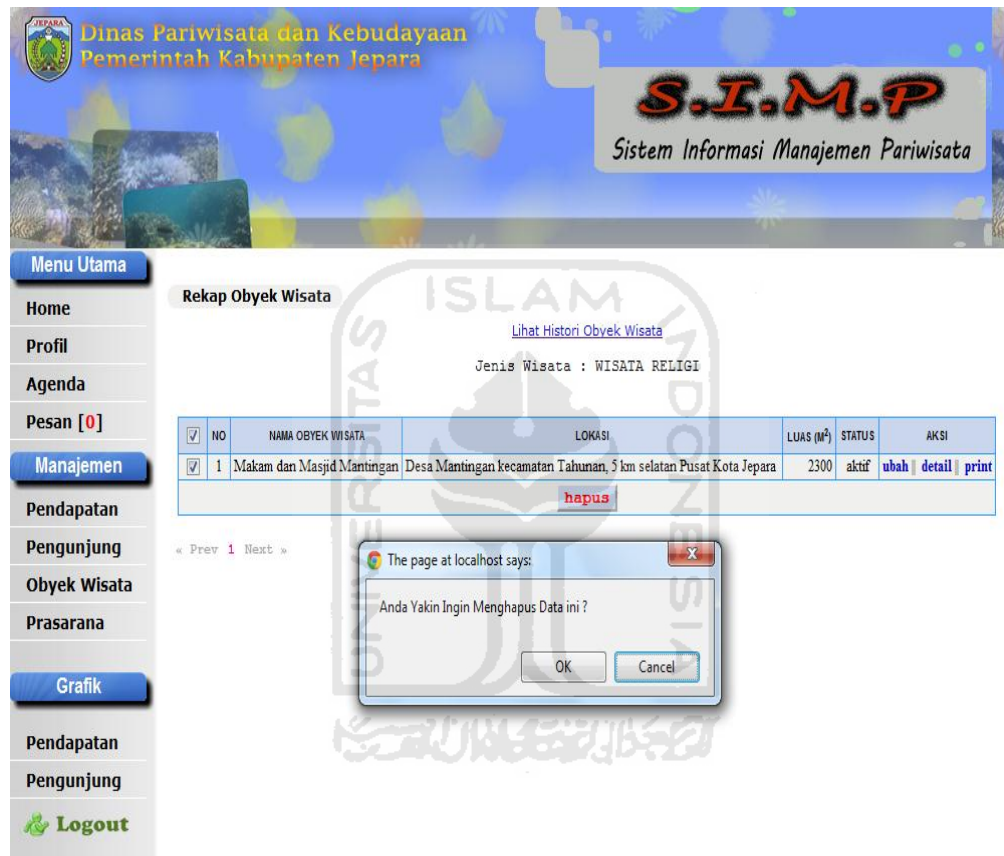 JEPARA
Dinas Pariwisata dan Kebudayaan
Pemerintah Kabupaten Jepara
S.I.M.P
Sistem Informasi Manajemen Pariwisata
Menu Utama
Home
Profil
Agenda
Pesan [0]
Manajemen
Pendapatan
Pengunjung
Obyek Wisata
Prasarana
Grafik
Pendapatan
Pengunjung
Logout
Rekap Obyek Wisata
Lihat Histori Obyek Wisata
Jenis Wisata : WISATA RELIGI
NO NAMA OBYEK WISATA LOKASI LUAS (M²) STATUS AKSI
1 Makam dan Masjid Mantingan Desa Mantingan kecamatan Tahunan, 5 km selatan Pusat Kota Jepara 2300 aktif ubah || detail || print
hapus
« Prev 1 Next »
The page at localhost says:
Anda Yakin Ingin Menghapus Data ini ?
OK Cancel
UNIVERSITAS ISLAM INDONESIA